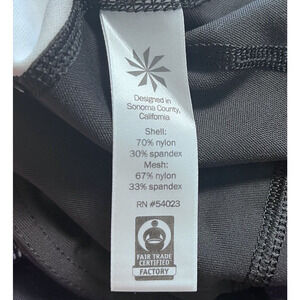 Designed in
Sonoma County,
California
Shell:
70% nylon
30% spandex
Mesh:
67% nylon
33% spandex
RN #54023
FAIR TRADE
CERTIFIED
FACTORY